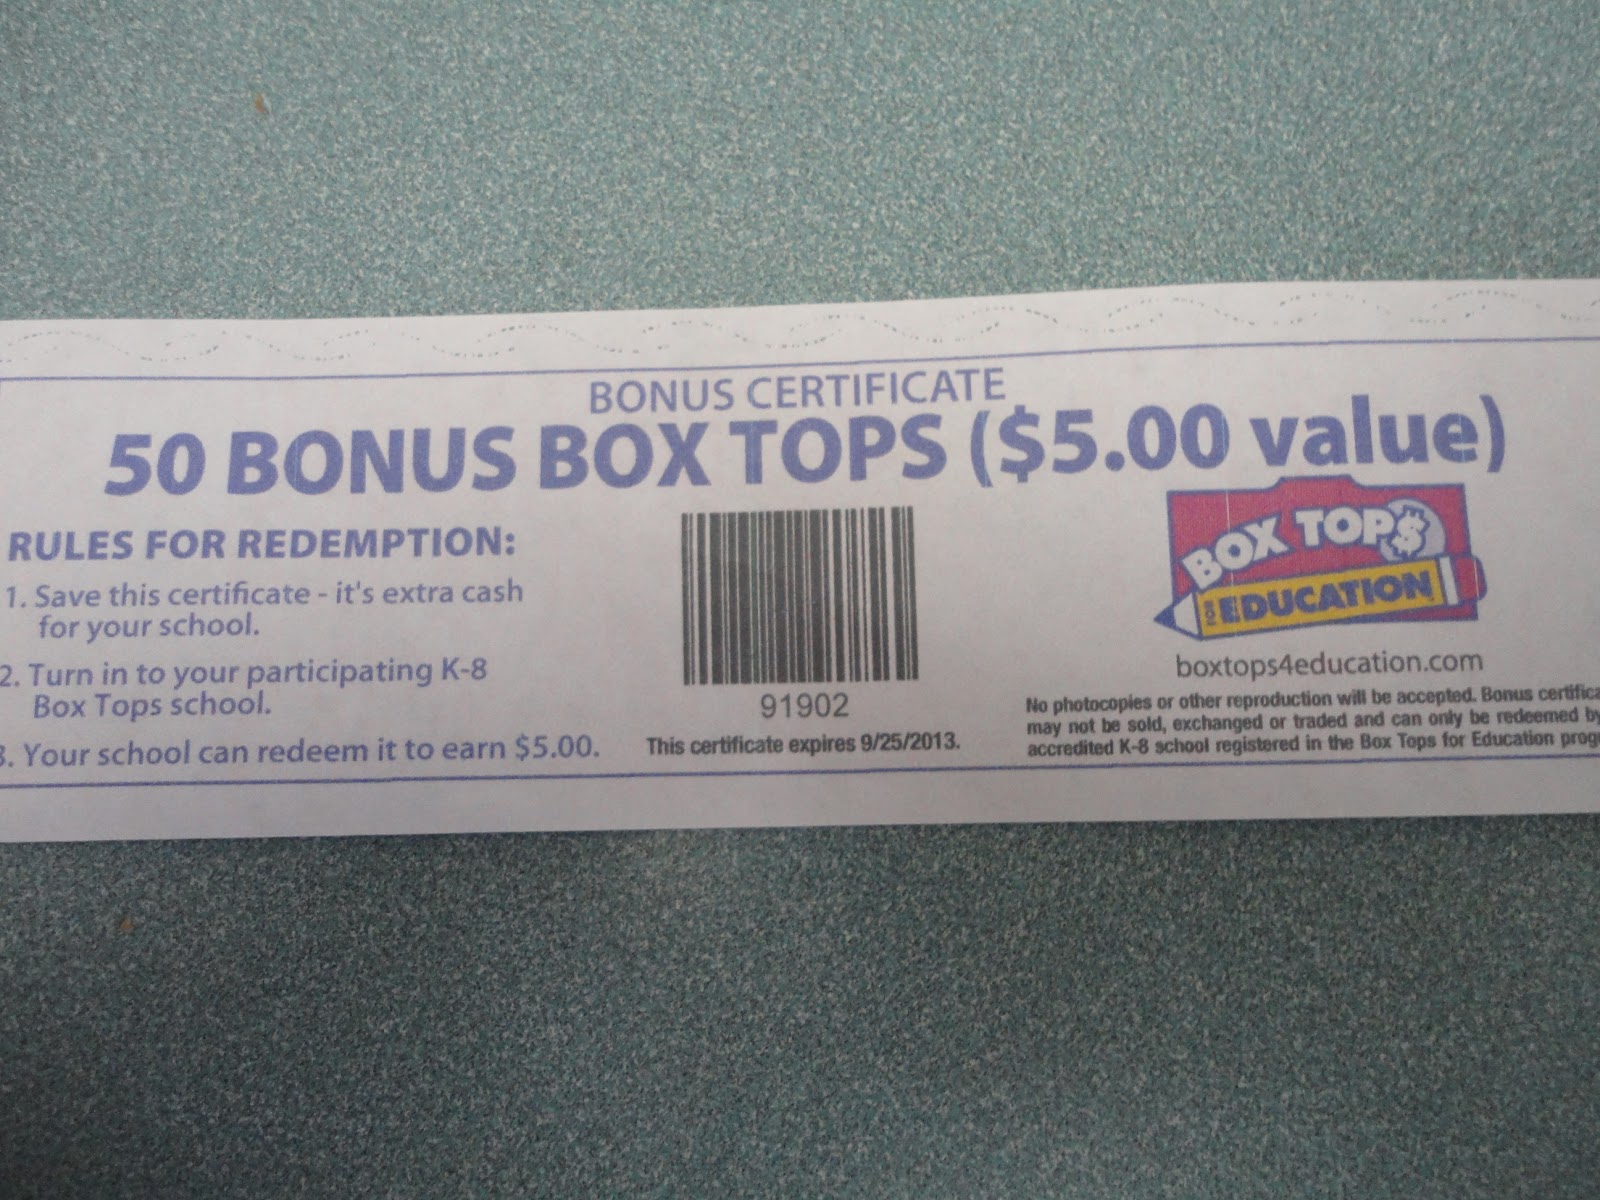 BONUS CERTIFICATE
50 BONUS BOX TOPS ($5.00 value)
RULES FOR REDEMPTION:
1. Save this certificate - it's extra cash
for your school.
2. Turn in to your participating K-8
Box Tops school.
3. Your school can redeem it to earn $5.00.
91902
This certificate expires 9/25/2013.
BOX TOP$
FOR EDUCATION
boxtops4education.com
No photocopies or other reproduction will be accepted. Bonus
may not be sold, exchanged or traded and can only be redeemed by
accredited K-8 school registered in the Box Tops for Education